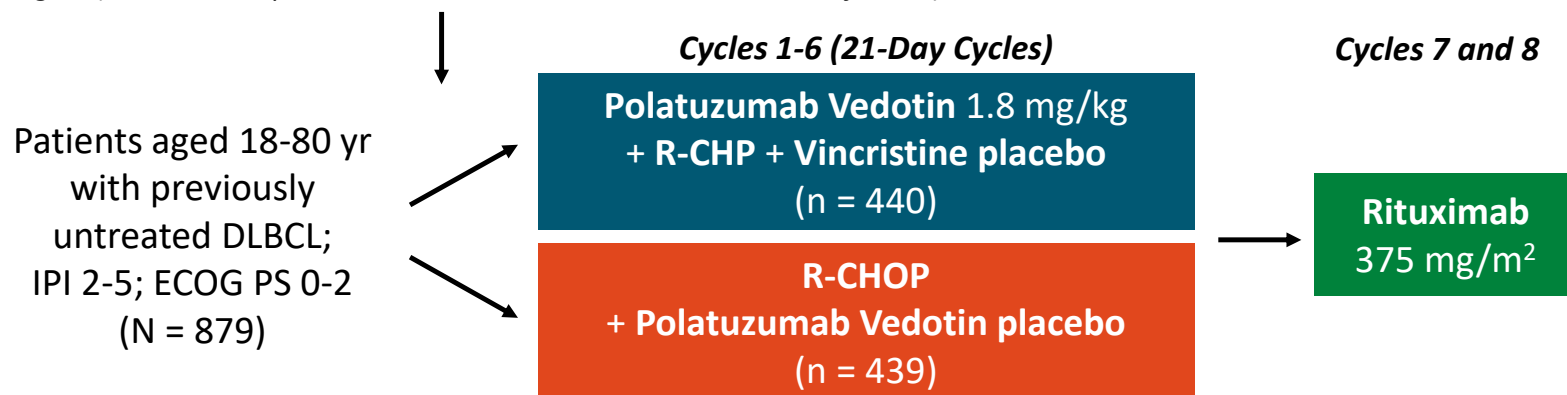 Cycles 1-6 (21-Day Cycles)
Cycles 7 and 8
Patients aged 18-80 yr
with previously
untreated DLBCL;
IPI 2-5; ECOG PS 0-2
(N = 879)
Polatuzumab Vedotin 1.8 mg/kg
+ R-CHP + Vincristine placebo
(n = 440)
R-CHOP
+ Polatuzumab Vedotin placebo
(n = 439)
Rituximab
375 mg/m²